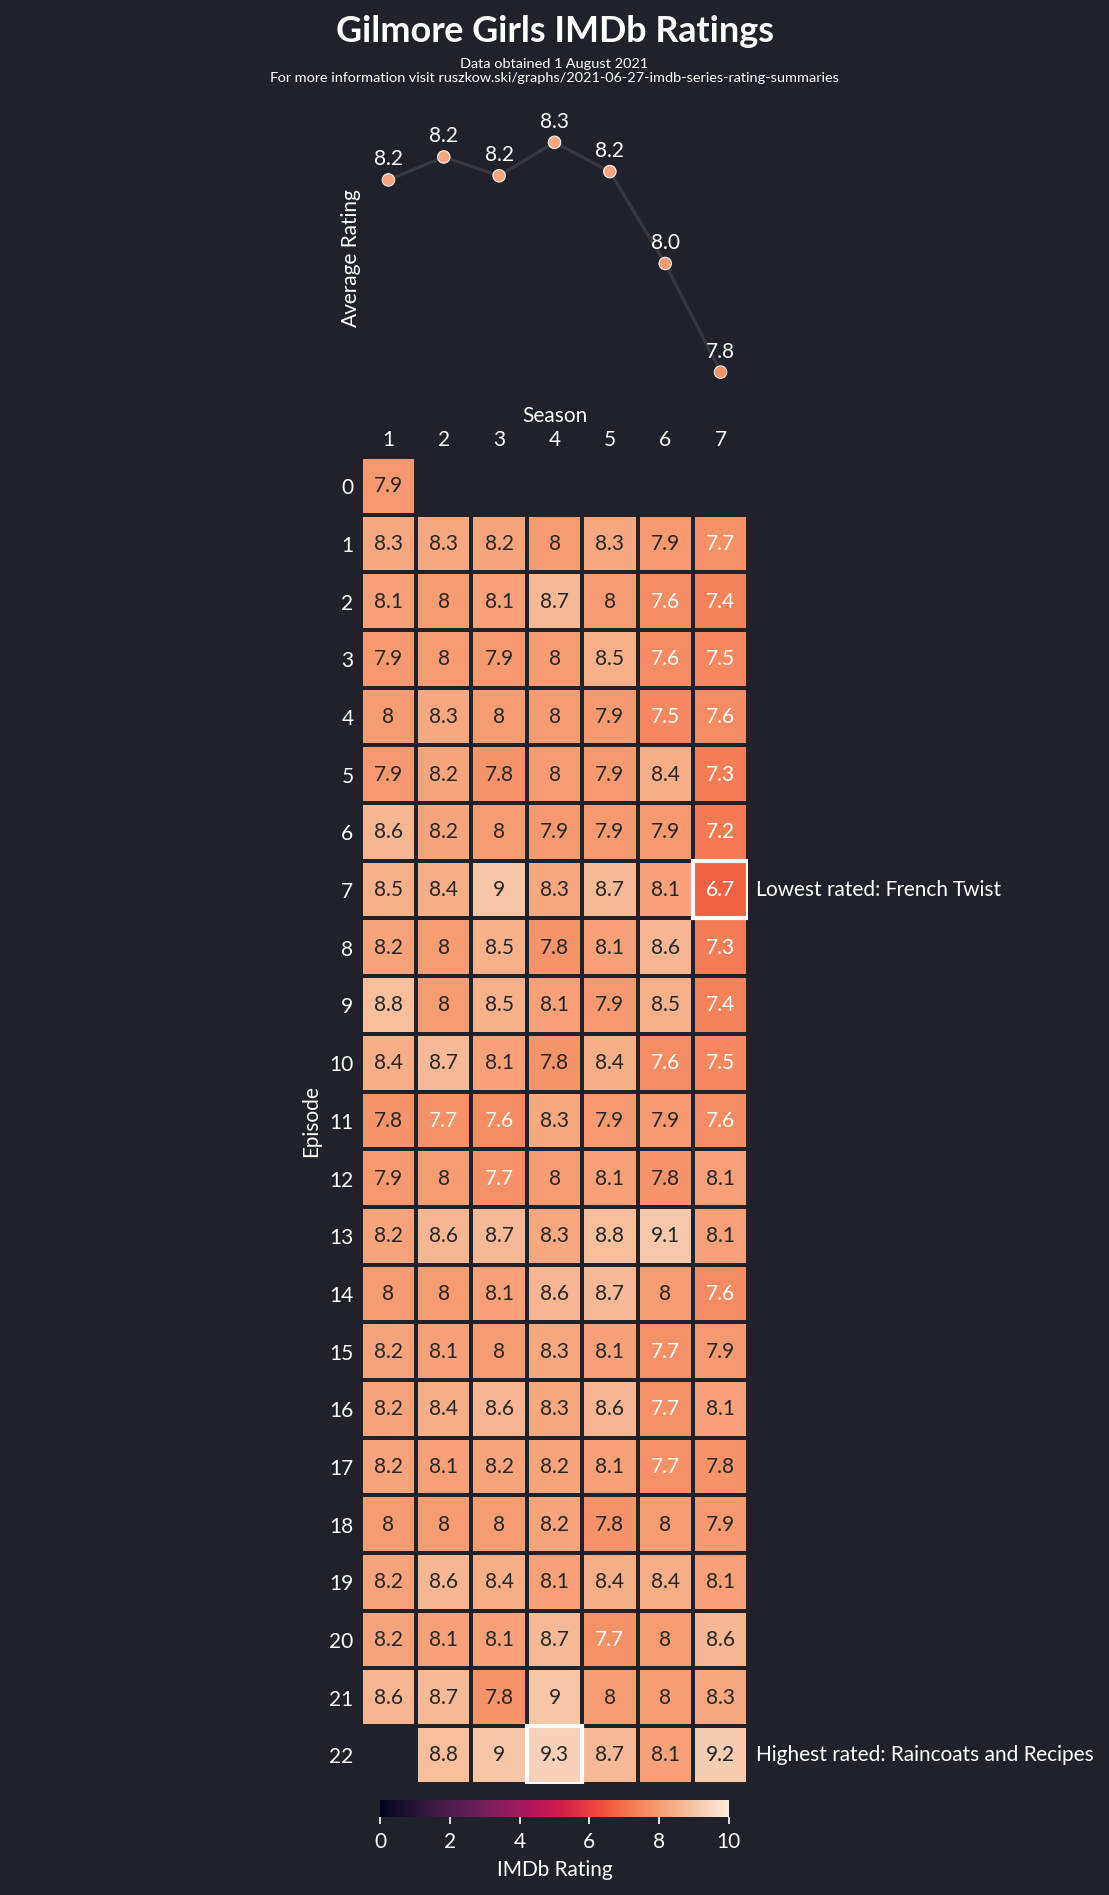 Gilmore Girls IMDb Ratings
Data obtained 1 August 2021
For more information visit ruszkow.ski/graphs/2021-06-27-imdb-series-rating-summaries
8.2 8.2 8.2 8.3 8.2 8.0 7.8
Average Rating
Season
1 2 3 4 5 6 7
0 7.9
1 8.3 8.3 8.2 8 8.3 7.9 7.7
2 8.1 8 8.1 8.7 8 7.6 7.4
3 7.9 8 7.9 8 8.5 7.6 7.5
4 8 8.3 8 8 7.9 7.5 7.6
5 7.9 8.2 7.8 8 7.9 8.4 7.3
6 8.6 8.2 8 7.9 7.9 7.9 7.2
7 8.5 8.4 9 8.3 8.7 8.1 6.7 Lowest rated: French Twist
8 8.2 8 8.5 7.8 8.1 8.6 7.3
9 8.8 8 8.5 8.1 7.9 8.5 7.4
10 8.4 8.7 8.1 7.8 8.4 7.6 7.5
11 7.8 7.7 7.6 8.3 7.9 7.9 7.6
Episode
12 7.9 8 7.7 8 8.1 7.8 8.1
13 8.2 8.6 8.7 8.3 8.8 9.1 8.1
14 8 8 8.1 8.6 8.7 8 7.6
15 8.2 8.1 8 8.3 8.1 7.7 7.9
16 8.2 8.4 8.6 8.3 8.6 7.7 8.1
17 8.2 8.1 8.2 8.2 8.1 7.7 7.8
18 8 8 8 8.2 7.8 8 7.9
19 8.2 8.6 8.4 8.1 8.4 8.4 8.1
20 8.2 8.1 8.1 8.7 7.7 8 8.6
21 8.6 8.7 7.8 9 8 8 8.3
22 8.8 9 9.3 8.7 8.1 9.2 Highest rated: Raincoats and Recipes
0 2 4 6 8 10
IMDb Rating